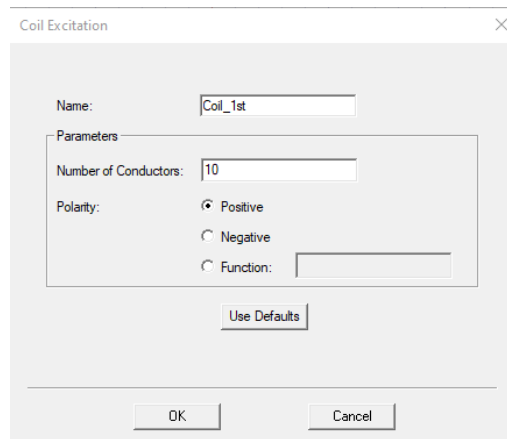 Coil Excitation
Name: Coil_1st
Parameters
Number of Conductors: 10
Polarity: Positive
Negative
Function:
Use Defaults
OK Cancel